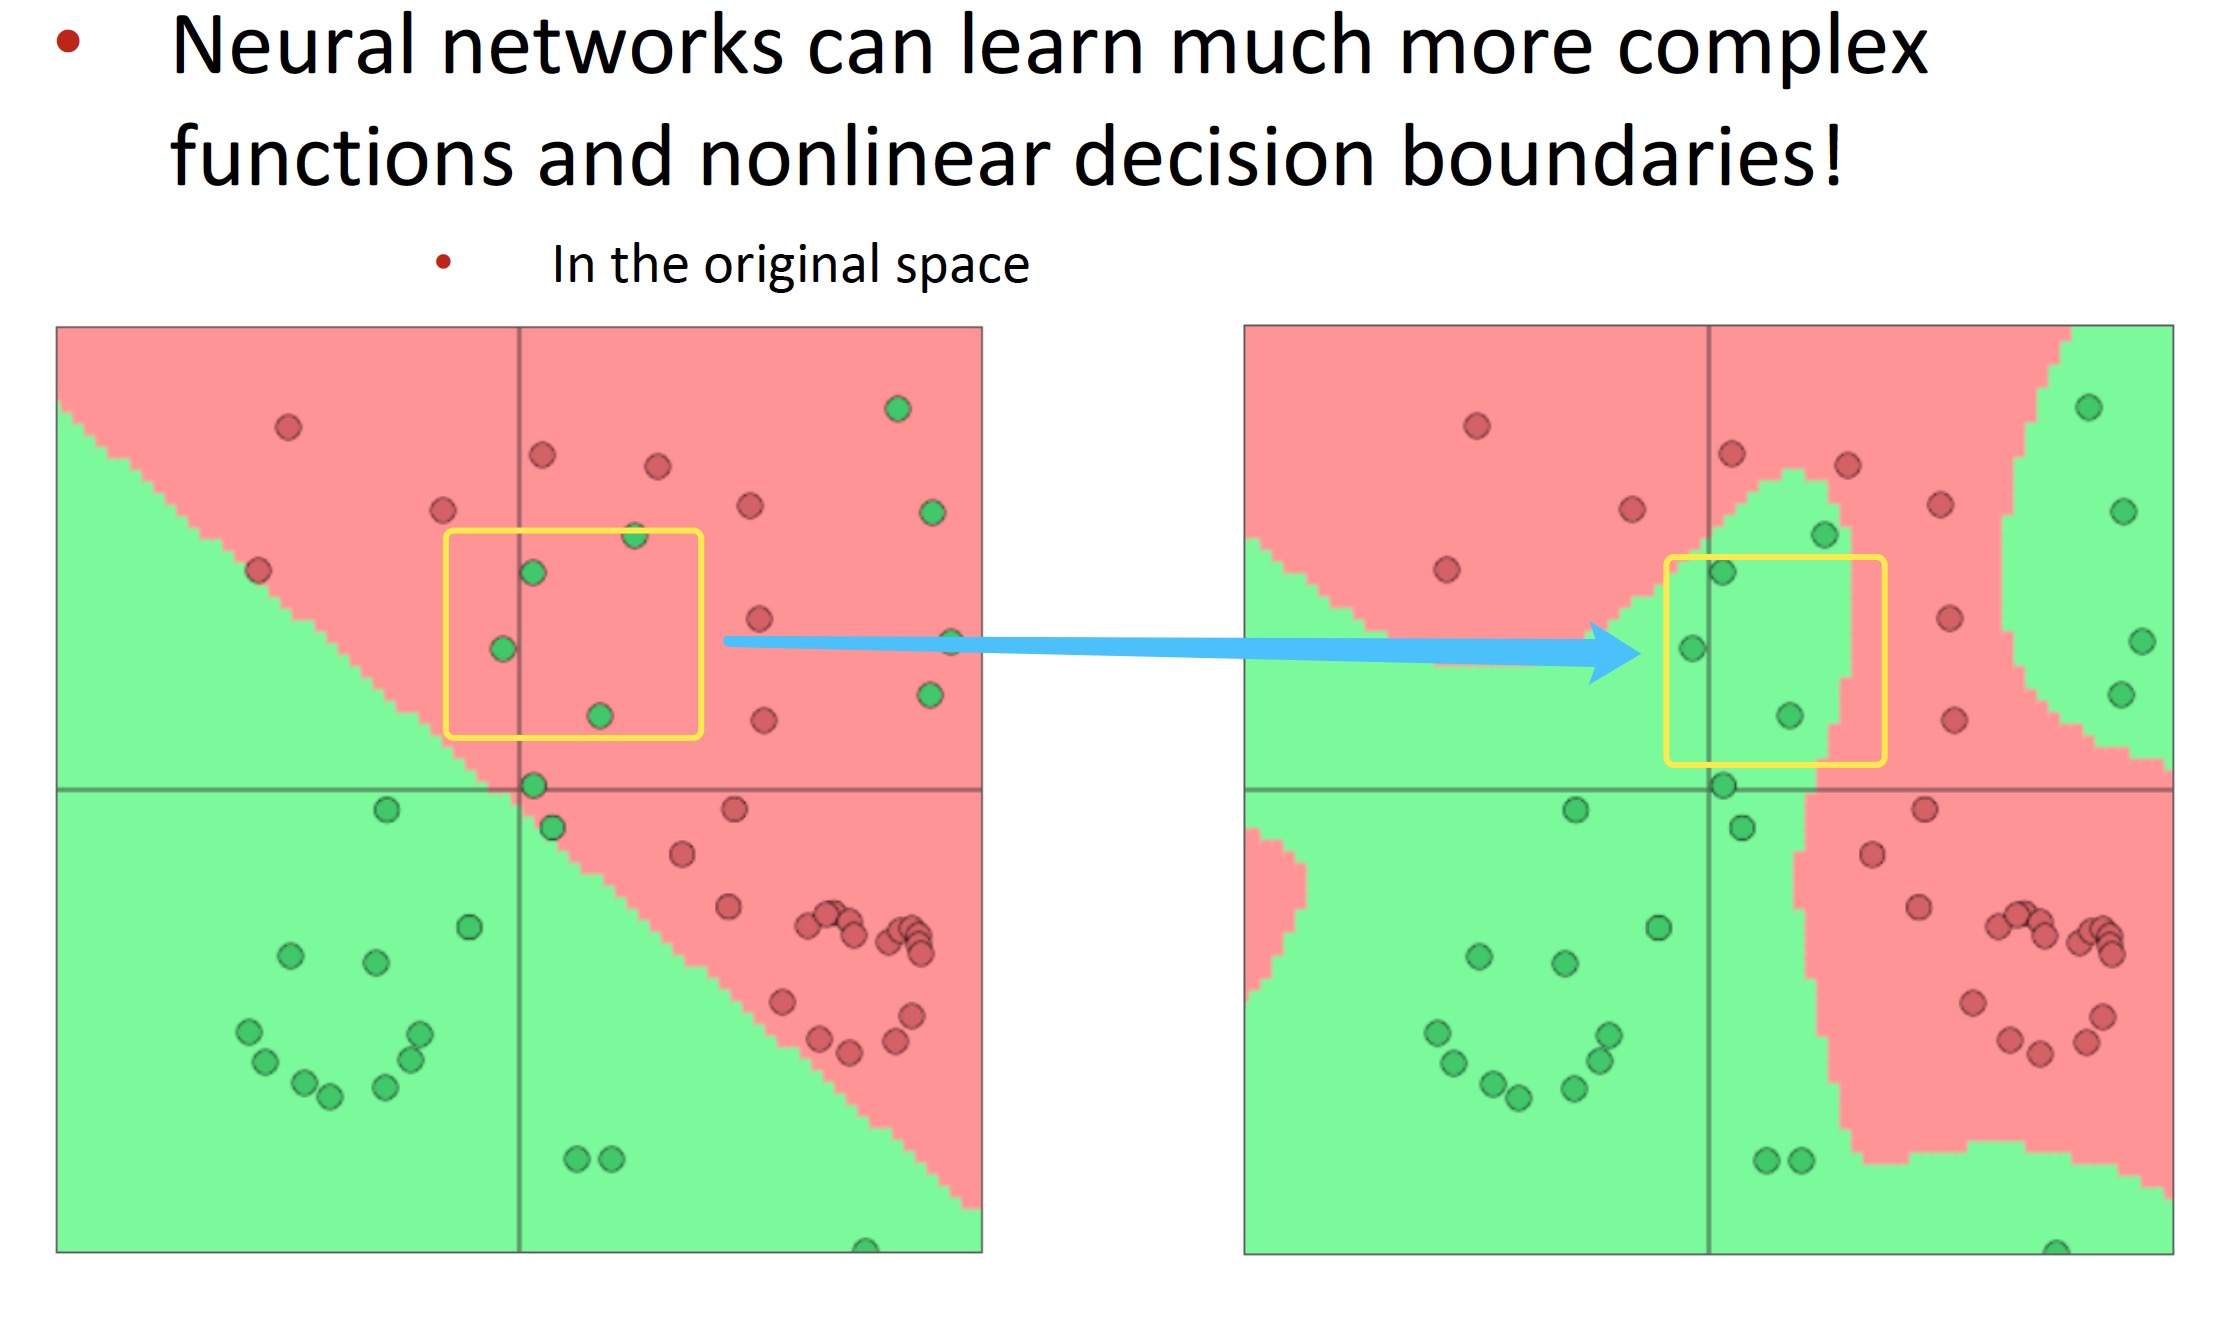 • Neural networks can learn much more complex
functions and nonlinear decision boundaries!
• In the original space